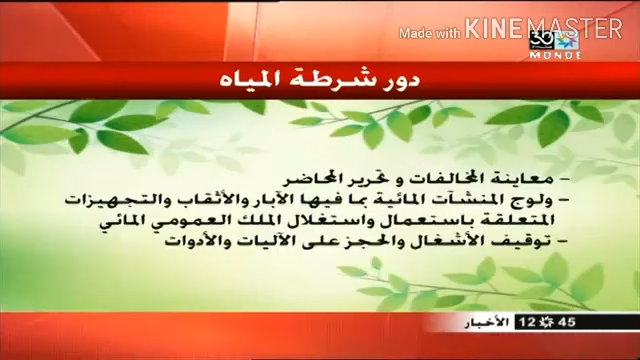 Made with KINEMASTER
MONDE
دور شرطة المياه
- معاينة المخالفات و تحرير المحاضر
- ولوج المنشآت المائية بما فيها الآبار والأثقاب والتجهيزات
المتعلقة باستعمال واستغلال الملك العمومي المائي
- توقيف الأشغال والحجز على الآليات والأدوات
الأخبار 12 45